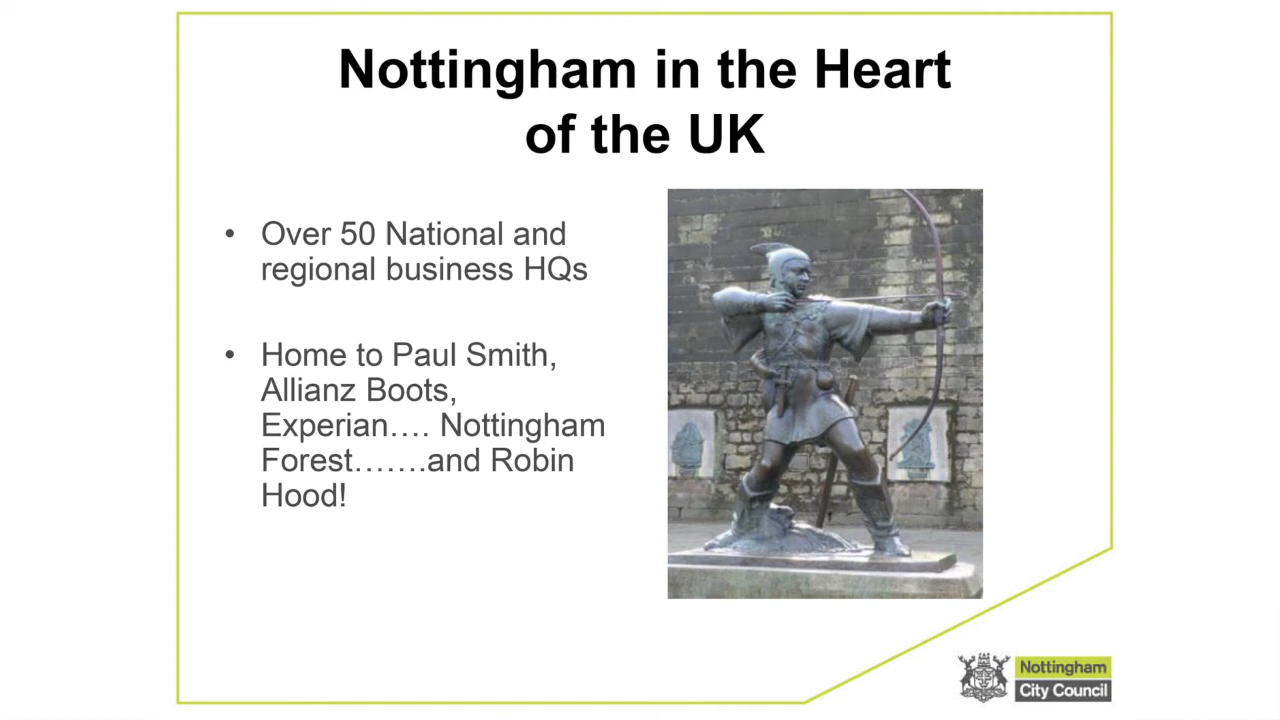 Nottingham in the Heart
of the UK
• Over 50 National and
regional business HQs
• Home to Paul Smith,
Allianz Boots,
Experian…. Nottingham
Forest…….and Robin
Hood!
Nottingham
City Council